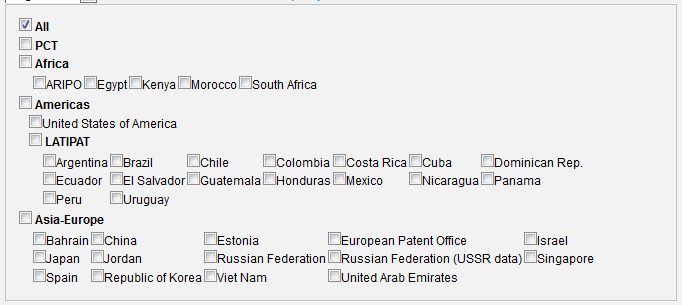 All
PCT
Africa
ARIPO Egypt Kenya Morocco South Africa
Americas
United States of America
LATIPAT
Argentina Brazil Chile Colombia Costa Rica Cuba Dominican Rep.
Ecuador El Salvador Guatemala Honduras Mexico Nicaragua Panama
Peru Uruguay
Asia-Europe
Bahrain China Estonia European Patent Office Israel
Japan Jordan Russian Federation Russian Federation (USSR data) Singapore
Spain Republic of Korea Viet Nam United Arab Emirates